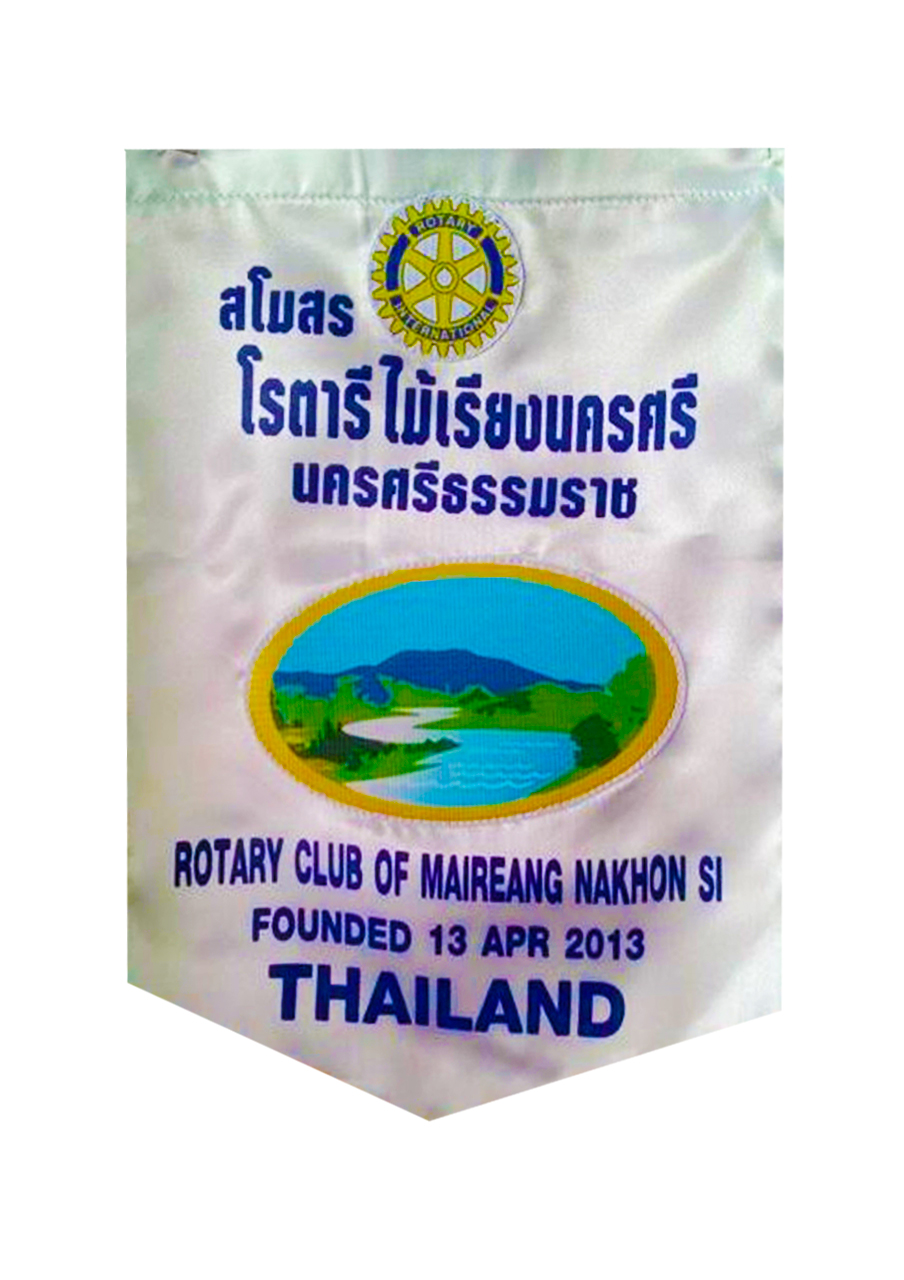 ROTARY
INTERNATIONAL
สโมสร
โรตารีไม้เรียงนครศรี
นครศรีธรรมราช
ROTARY CLUB OF MAIREANG NAKHON SI
FOUNDED 13 APR 2013
THAILAND